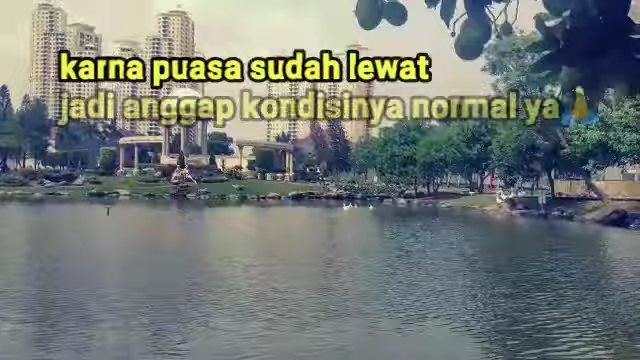 karna puasa sudah lewat
jadi anggap kondisinya normal ya🙏